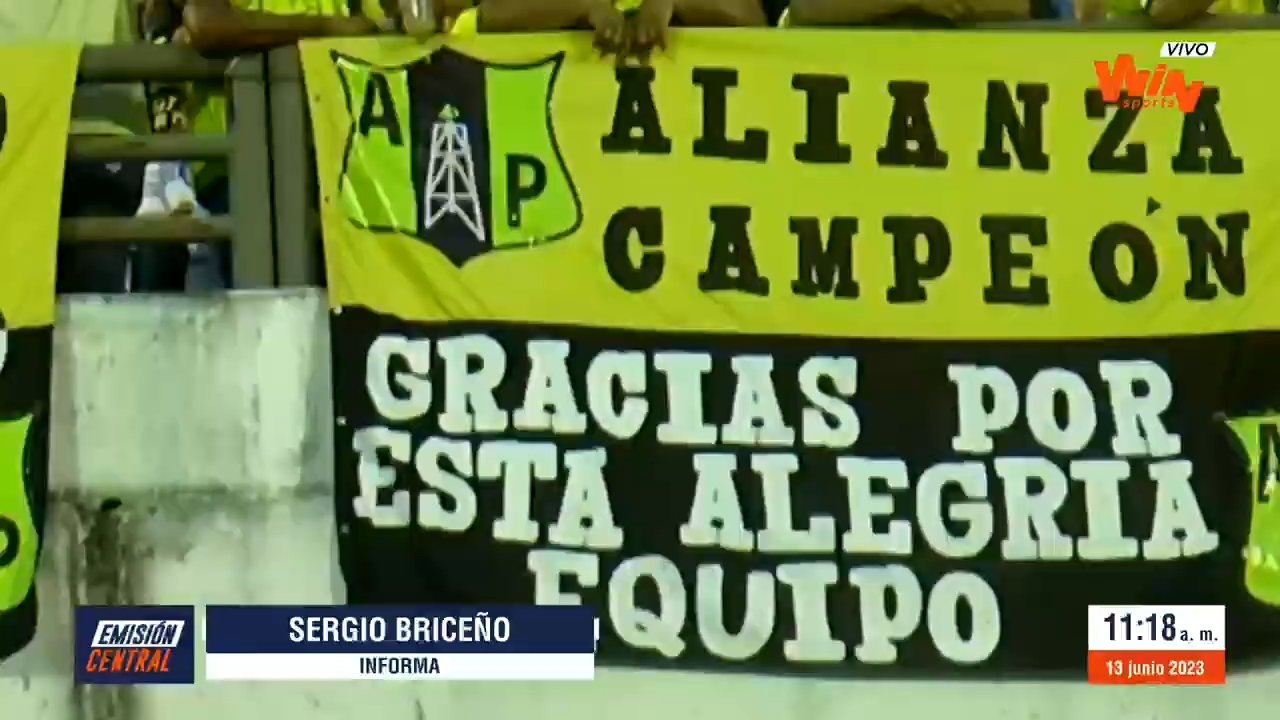 VIVO
WIN
sports
A
P
ALIANZA
CAMPEÓN
GRACIAS POR
ESTA ALEGRIA
EQUIPO
EMISIÓN
CENTRAL
SERGIO BRICEÑO
INFORMA
11:18 a. m.
13 junio 2023